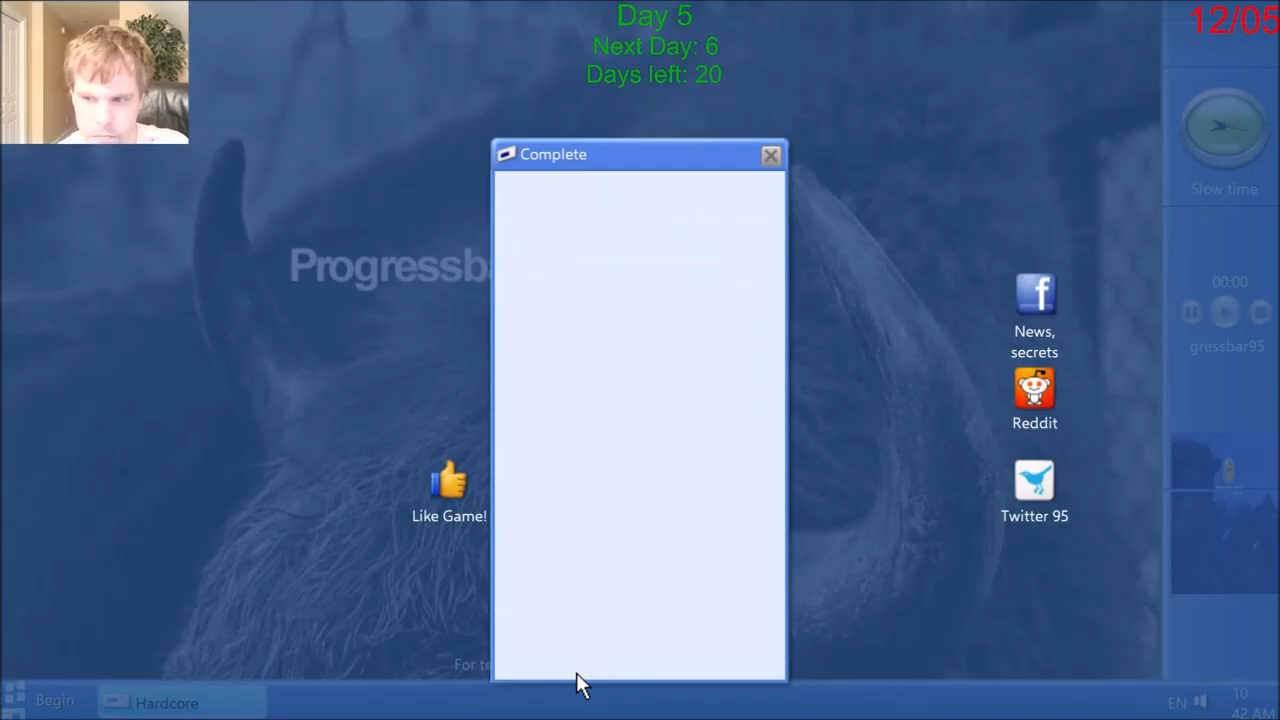 Day 5
Next Day: 6
Days left: 20
12/05
Complete
Slow time
Progressb
00:00
gressbar95
News,
secrets
Reddit
Like Game!
Twitter 95
For te
Begin
Hardcore
EN
10
42 AM